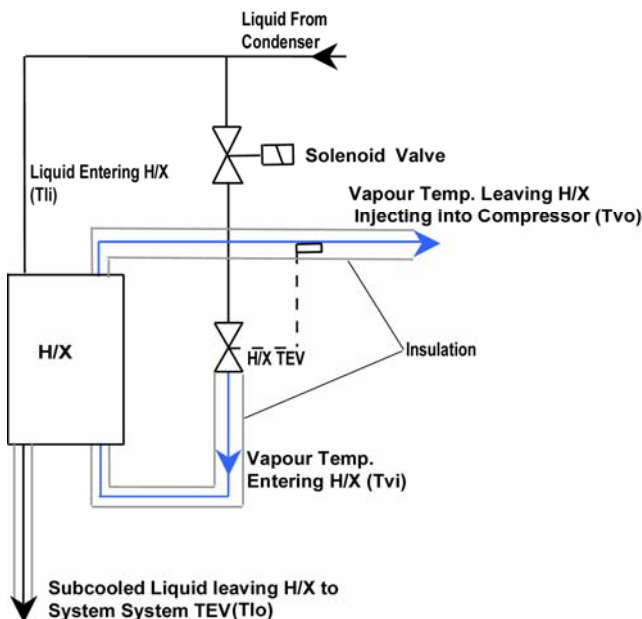 Liquid From
Condenser
Solenoid Valve
Liquid Entering H/X
(Tli)
Vapour Temp. Leaving H/X
Injecting into Compressor (Tvo)
H/X
H/X TEV
Insulation
Vapour Temp.
Entering H/X (Tvi)
Subcooled Liquid leaving H/X to
System System TEV(Tlo)